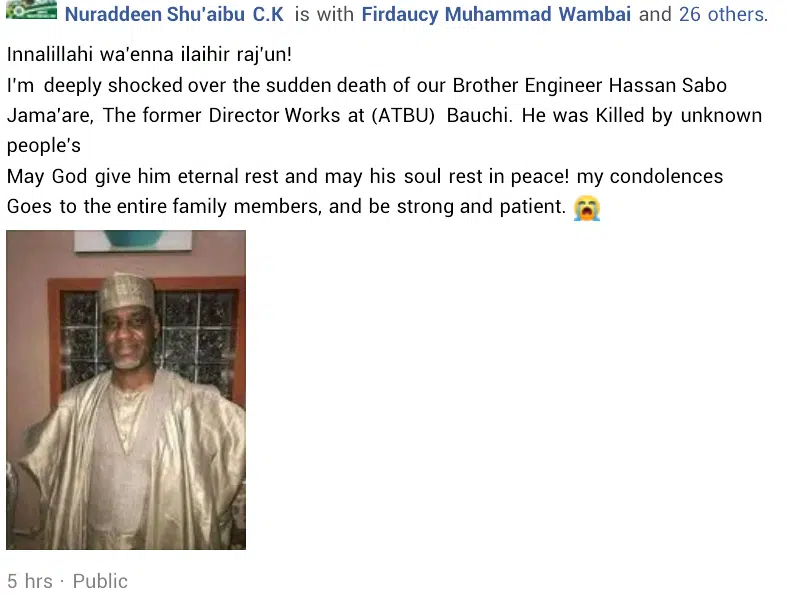 Nuraddeen Shu'aibu C.K is with Firdaucy Muhammad Wambai and 26 others.
Innalillahi wa'enna ilaihir raj'un!
I'm deeply shocked over the sudden death of our Brother Engineer Hassan Sabo
Jama'are, The former Director Works at (ATBU) Bauchi. He was Killed by unknown
people's
May God give him eternal rest and may his soul rest in peace! my condolences
Goes to the entire family members, and be strong and patient. 😭
5 hrs · Public